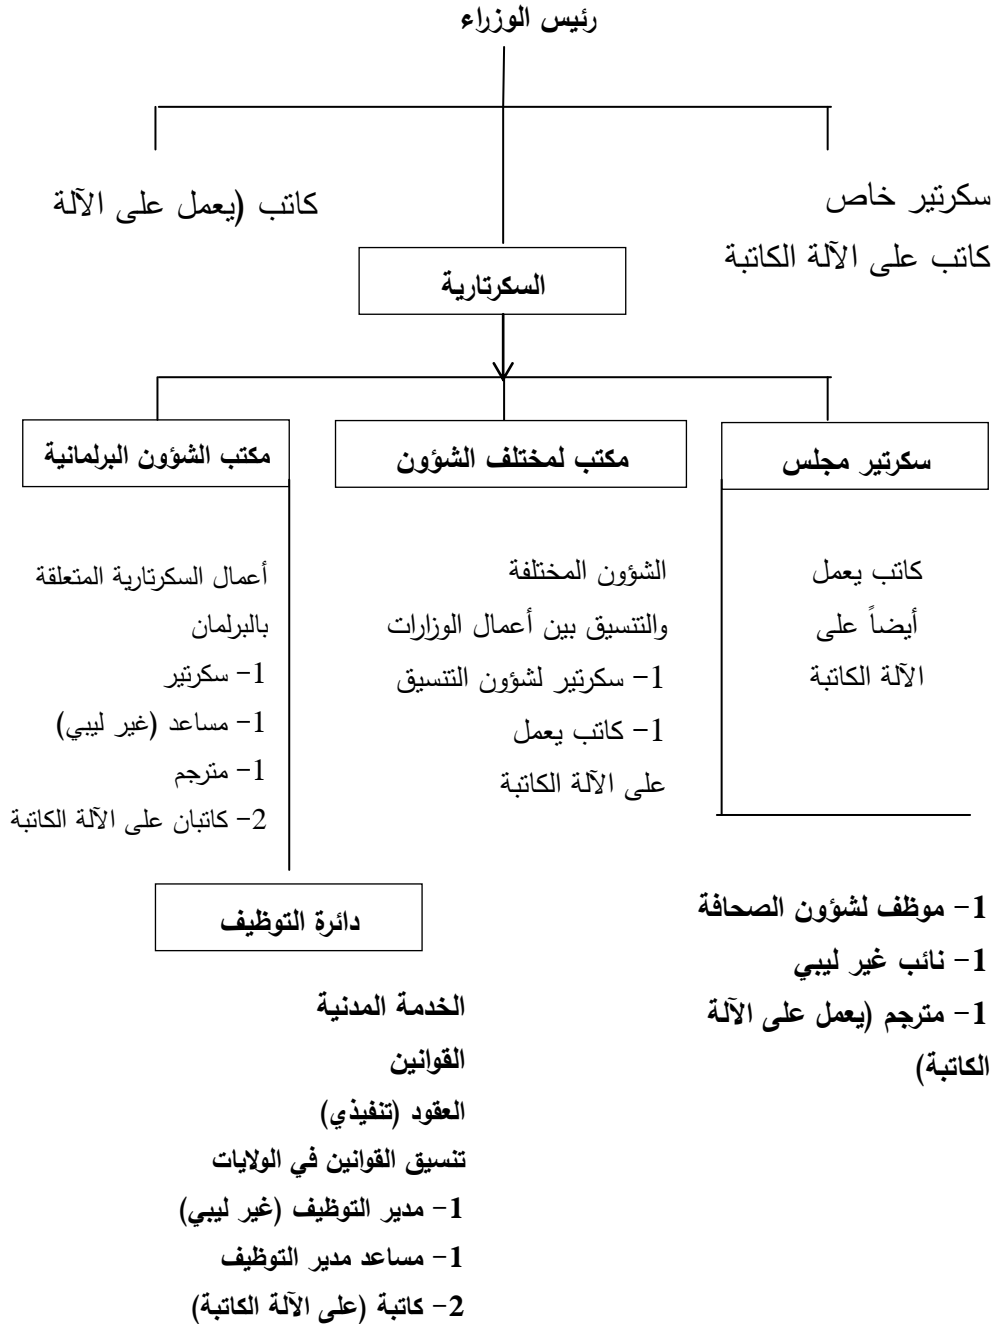 رئيس الوزراء
سكرتير خاص
كاتب على الآلة الكاتبة
كاتب (يعمل على الآلة
السكرتارية
سكرتير مجلس
مكتب لمختلف الشؤون
مكتب الشؤون البرلمانية
كاتب يعمل
أيضاً على
الآلة الكاتبة
الشؤون المختلفة
والتنسيق بين أعمال الوزارات
1- سكرتير لشؤون التنسيق
1- كاتب يعمل
على الآلة الكاتبة
أعمال السكرتارية المتعلقة
بالبرلمان
1- سكرتير
1- مساعد (غير ليبي)
1- مترجم
2- كاتبان على الآلة الكاتبة
1- موظف لشؤون الصحافة
1- نائب غير ليبي
1- مترجم (يعمل على الآلة
الكاتبة)
دائرة التوظيف
الخدمة المدنية
القوانين
العقود (تنفيذي)
تنسيق القوانين في الولايات
1- مدير التوظيف (غير ليبي)
1- مساعد مدير التوظيف
2- كاتبة (على الآلة الكاتبة)